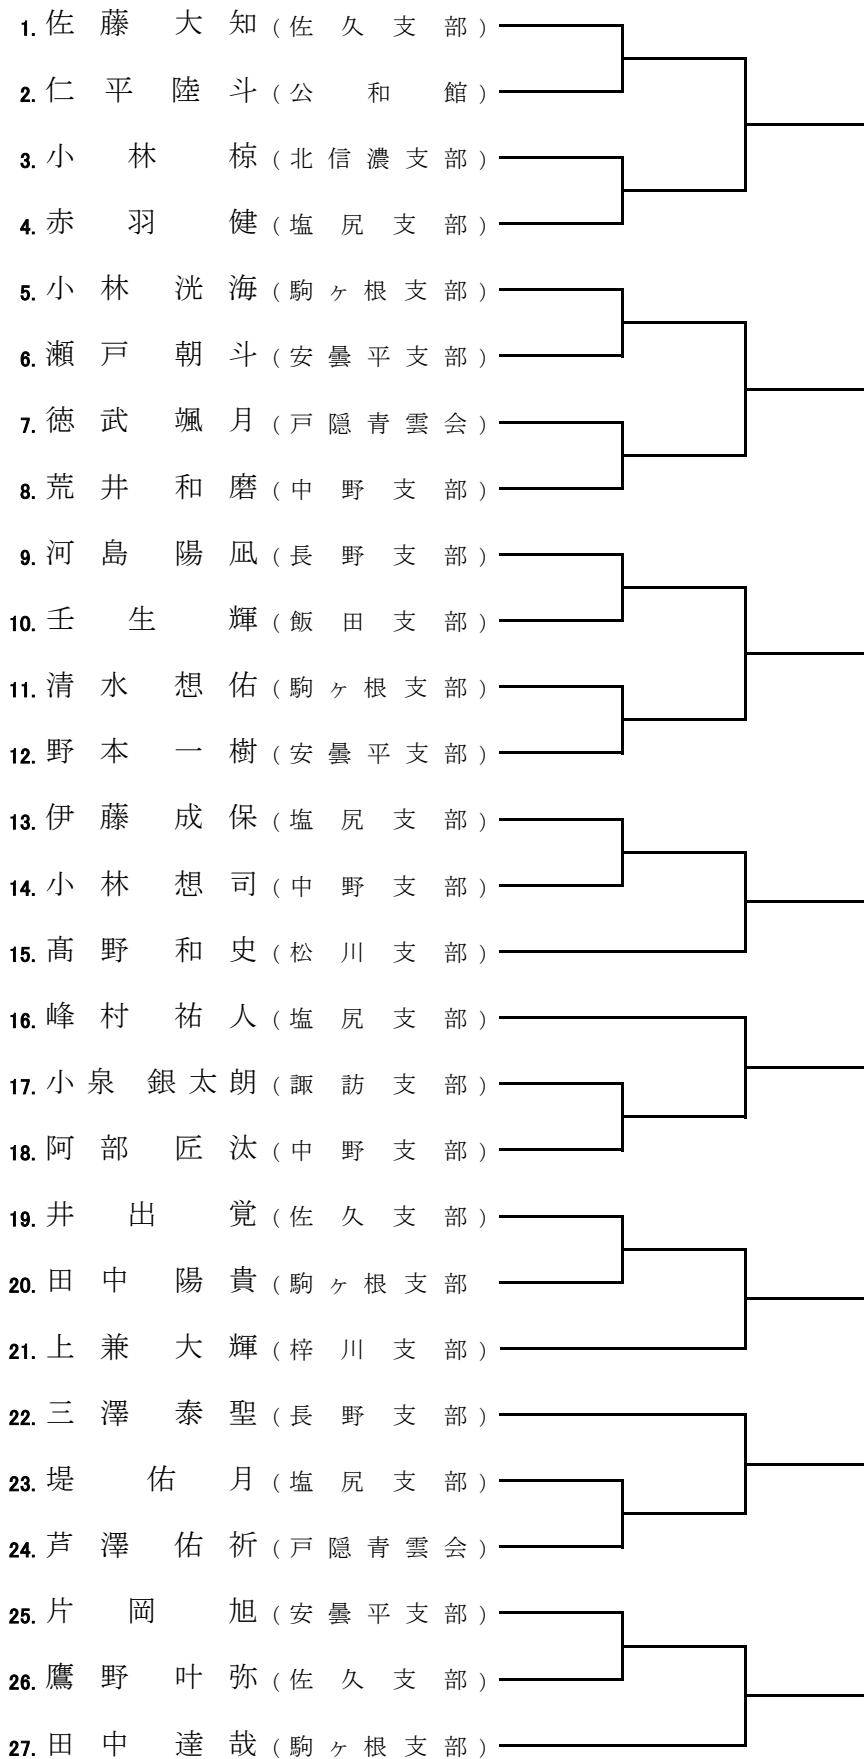 1. 佐藤 大知 (佐久支部)
2. 仁平陸斗 (公和館)
3. 小林 椋 (北信濃支部)
4. 赤羽 健 (塩尻支部)
5. 小林 洸海 (駒ヶ根支部)
6. 瀬戸 朝斗 (安曇平支部)
7. 徳武 颯月 (戸隠青雲会)
8. 荒井 和磨 (中野支部)
9. 河島 陽凪 (長野支部)
10. 壬生 輝 (飯田支部)
11. 清水 想佑 (駒ヶ根支部)
12. 野本 一樹 (安曇平支部)
13. 伊藤 成保 (塩尻支部)
14. 小林 想司 (中野支部)
15. 髙野 和史 (松川支部)
16. 峰村 祐人 (塩尻支部)
17. 小泉 銀太朗 (諏訪支部)
18. 阿部 匠汰 (中野支部)
19. 井出 覚 (佐久支部)
20. 田中 陽貴 (駒ヶ根支部
21. 上兼 大輝 (梓川支部)
22. 三澤 泰聖 (長野支部)
23. 堤 佑月 (塩尻支部)
24. 芦澤 佑祈 (戸隠青雲会)
25. 片岡 旭 (安曇平支部)
26. 鷹野 叶弥 (佐久支部)
27. 田中 達哉 (駒ヶ根支部)